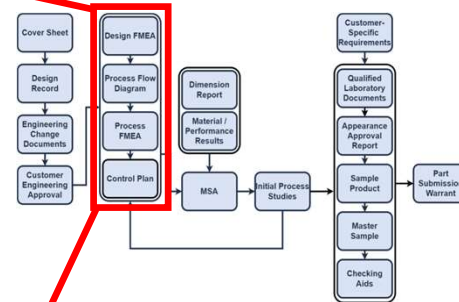 Cover Sheet
Design
Record
Engineering
Change
Documents
Customer
Engineering
Approval
Design FMEA
Process Flow
Diagram
Process
FMEA
Control Plan
Dimension
Report
Material /
Performance
Results
MSA
Initial Process
Studies
Customer-
Specific
Requirements
Qualified
Laboratory
Documents
Appearance
Approval
Report
Sample
Product
Master
Sample
Checking
Aids
Part
Submission
Warrant